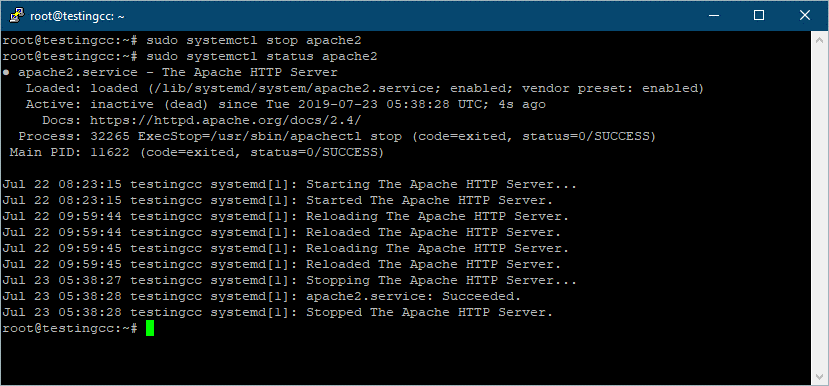 root@testingcc: ~
root@testingcc:~# sudo systemctl stop apache2
root@testingcc:~# sudo systemctl status apache2
● apache2.service - The Apache HTTP Server
   Loaded: loaded (/lib/systemd/system/apache2.service; enabled; vendor preset: enabled)
   Active: inactive (dead) since Tue 2019-07-23 05:38:28 UTC; 4s ago
     Docs: https://httpd.apache.org/docs/2.4/
  Process: 32265 ExecStop=/usr/sbin/apachectl stop (code=exited, status=0/SUCCESS)
 Main PID: 11622 (code=exited, status=0/SUCCESS)

Jul 22 08:23:15 testingcc systemd[1]: Starting The Apache HTTP Server...
Jul 22 08:23:15 testingcc systemd[1]: Started The Apache HTTP Server.
Jul 22 09:59:44 testingcc systemd[1]: Reloading The Apache HTTP Server.
Jul 22 09:59:44 testingcc systemd[1]: Reloaded The Apache HTTP Server.
Jul 22 09:59:45 testingcc systemd[1]: Reloading The Apache HTTP Server.
Jul 22 09:59:45 testingcc systemd[1]: Reloaded The Apache HTTP Server.
Jul 23 05:38:27 testingcc systemd[1]: Stopping The Apache HTTP Server...
Jul 23 05:38:28 testingcc systemd[1]: apache2.service: Succeeded.
Jul 23 05:38:28 testingcc systemd[1]: Stopped The Apache HTTP Server.
root@testingcc:~#